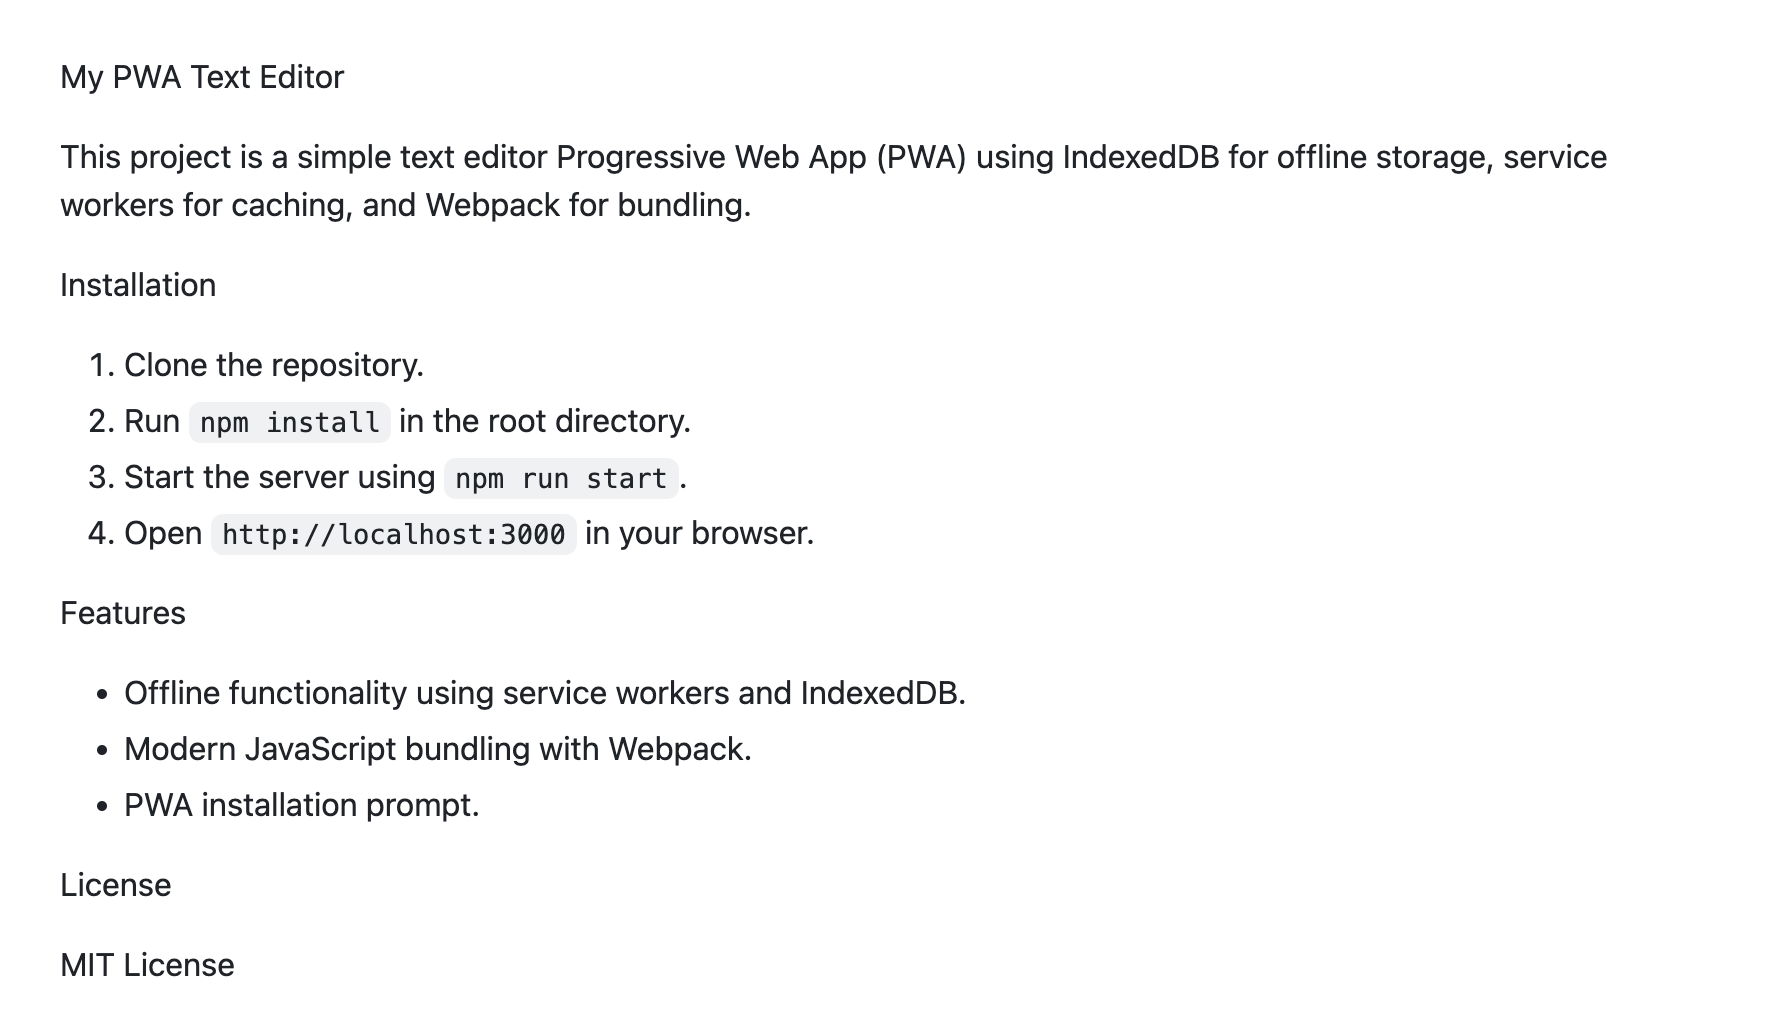 My PWA Text Editor
This project is a simple text editor Progressive Web App (PWA) using IndexedDB for offline storage, service
workers for caching, and Webpack for bundling.
Installation
1. Clone the repository.
2. Run npm install in the root directory.
3. Start the server using npm run start.
4. Open http://localhost:3000 in your browser.
Features
• Offline functionality using service workers and IndexedDB.
• Modern JavaScript bundling with Webpack.
• PWA installation prompt.
License
MIT License